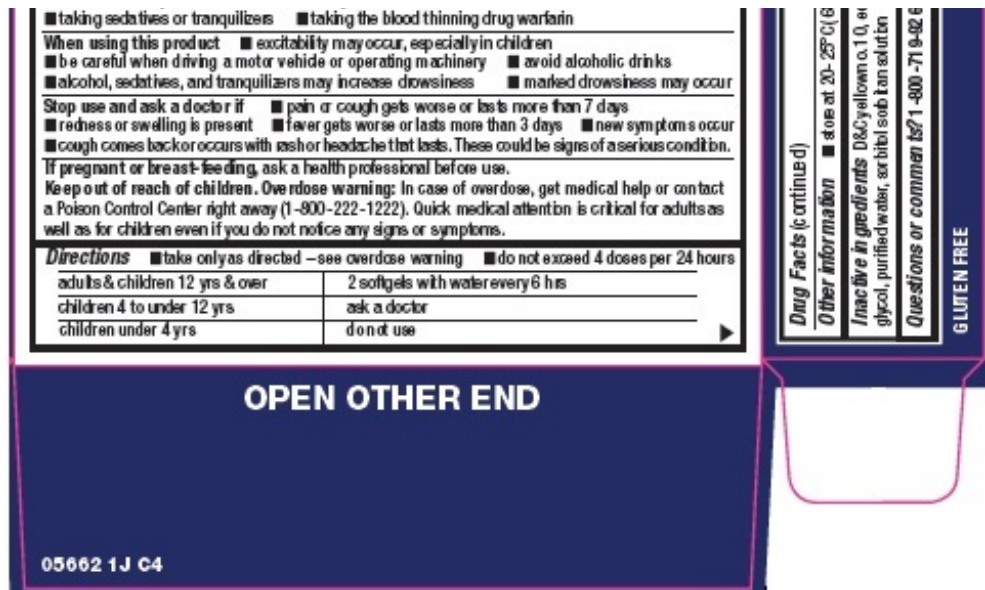 ■ taking sedatives or tranquilizers ■ taking the blood thinning drug warfarin
When using this product ■ excitability may occur, especially in children
■ be careful when driving a motor vehicle or operating machinery ■ avoid alcoholic drinks
■ alcohol, sedatives, and tranquilizers may increase drowsiness ■ marked drowsiness may occur
Stop use and ask a doctor if ■ pain or cough gets worse or lasts more than 7 days
■ redness or swelling is present ■ fever gets worse or lasts more than 3 days ■ new symptoms occur
■ cough comes back or occurs with rash or headache that lasts. These could be signs of a serious condition.
If pregnant or breast-feeding, ask a health professional before use.
Keep out of reach of children. Overdose warning: In case of overdose, get medical help or contact
a Poison Control Center right away (1-800-222-1222). Quick medical attention is critical for adults as
well as for children even if you do not notice any signs or symptoms.
Directions ■ take only as directed – see overdose warning ■ do not exceed 4 doses per 24 hours
adults & children 12 yrs & over 2 softgels with water every 6 hrs
children 4 to under 12 yrs ask a doctor
children under 4 yrs do not use
OPEN OTHER END
05662 1J C4
Drug Facts (continued)
Other information ■ store at 20-25°C (6
Inactive ingredients D&C yellow no. 10, ed
glycol, purified water, sorbitol sorbitan solution
Questions or comments? 1-800-719-926
GLUTEN FREE